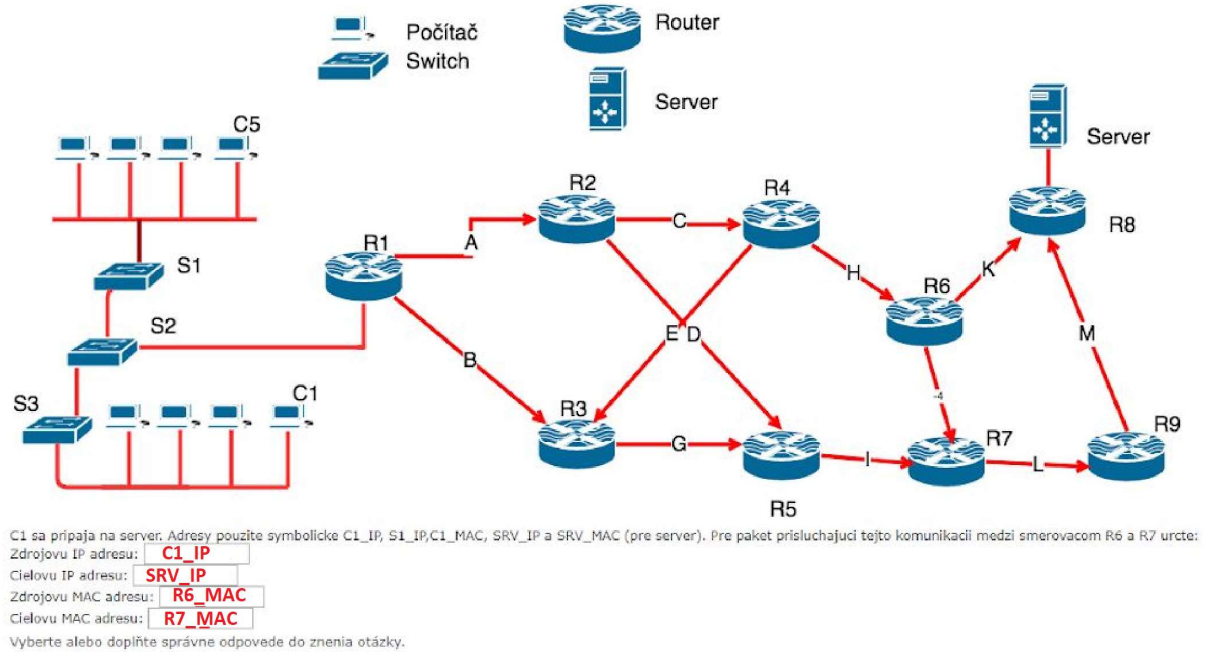 Počítač
Switch
Router
Server
C5
S1
S2
S3
C1
R1
A
B
R2
C
R4
E D
R3
G
R5
H
R6
K
Server
R8
-4
I
R7
L
M
R9
C1 sa pripaja na server. Adresy pouzite symbolicke C1_IP, S1_IP,C1_MAC, SRV_IP a SRV_MAC (pre server). Pre paket prisluchajuci tejto komunikacii medzi smerovacom R6 a R7 urcte:
Zdrojovu IP adresu: C1_IP
Cielovu IP adresu: SRV_IP
Zdrojovu MAC adresu: R6_MAC
Cielovu MAC adresu: R7_MAC
Vyberte alebo doplňte správne odpovede do znenia otázky.